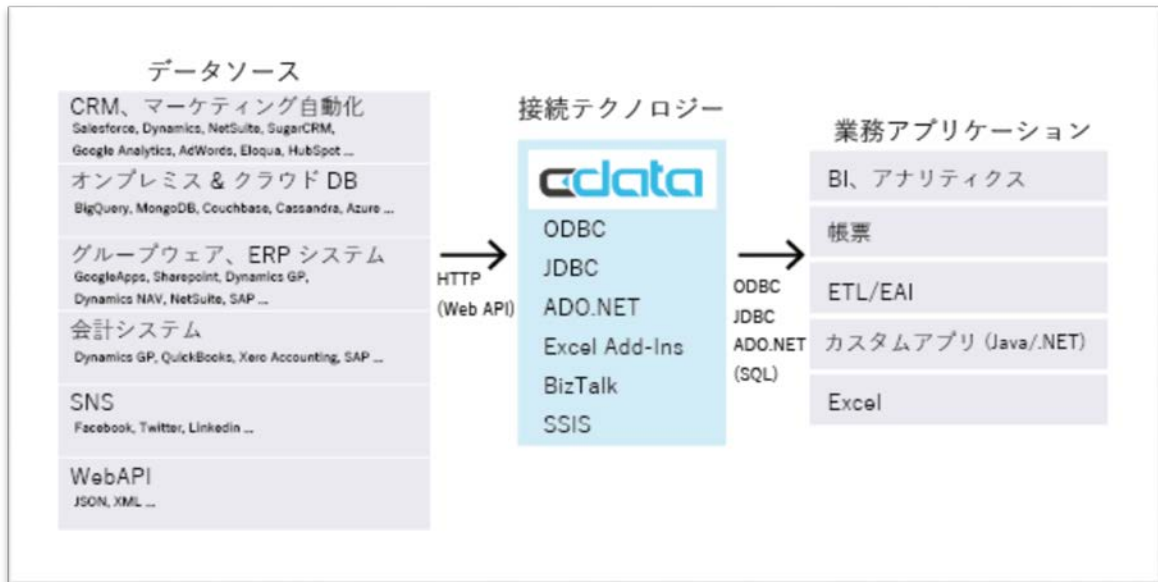 データソース
CRM、マーケティング自動化
Salesforce, Dynamics, NetSuite, SugarCRM,
Google Analytics, AdWords, Eloqua, HubSpot ...
オンプレミス & クラウド DB
BigQuery, MongoDB, Couchbase, Cassandra, Azure ...
グループウェア、ERP システム
GoogleApps, Sharepoint, Dynamics GP,
Dynamics NAV, NetSuite, SAP ...
会計システム
Dynamics GP, QuickBooks, Xero Accounting, SAP ...
SNS
Facebook, Twitter, Linkedin ...
WebAPI
JSON, XML ...
HTTP
(Web API)
接続テクノロジー
cdata
ODBC
JDBC
ADO.NET
Excel Add-Ins
BizTalk
SSIS
ODBC
JDBC
ADO.NET
(SQL)
業務アプリケーション
BI、アナリティクス
帳票
ETL/EAI
カスタムアプリ (Java/.NET)
Excel